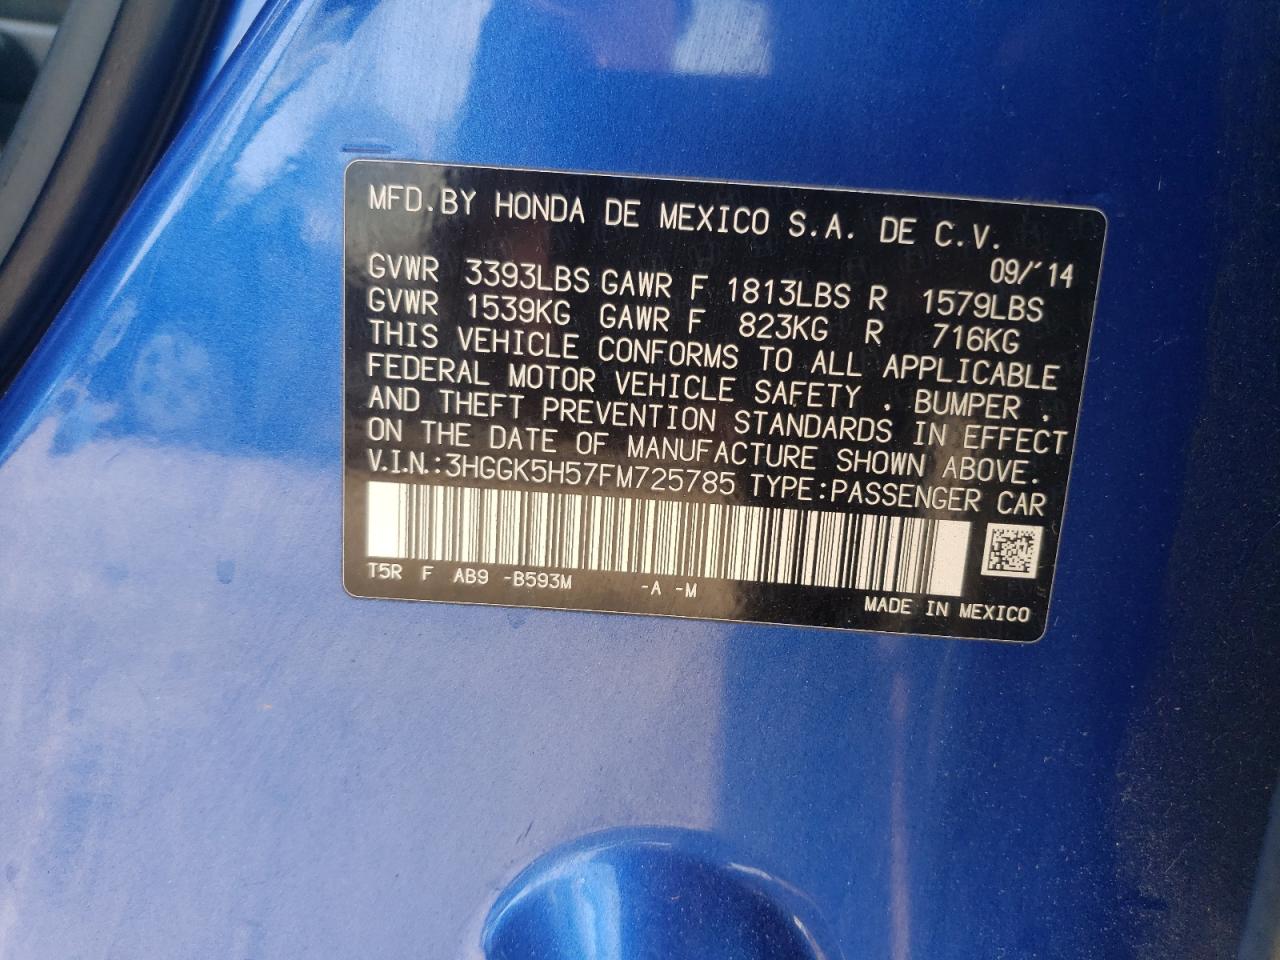 MFD.BY HONDA DE MEXICO S.A. DE C.V.
09/'14
GVWR 3393LBS GAWR F 1813LBS R 1579LBS
GVWR 1539KG GAWR F 823KG R 716KG
THIS VEHICLE CONFORMS TO ALL APPLICABLE
FEDERAL MOTOR VEHICLE SAFETY , BUMPER ,
AND THEFT PREVENTION STANDARDS IN EFFECT
ON THE DATE OF MANUFACTURE SHOWN ABOVE.
V.I.N.:3HGGK5H57FM725785 TYPE:PASSENGER CAR
T5R F AB9 -B593M -A -M
MADE IN MEXICO